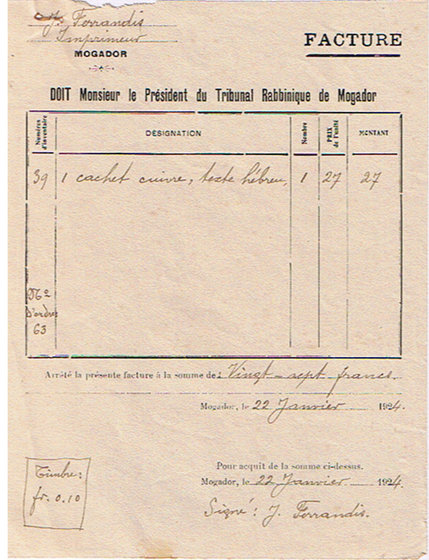 J. Forrandis
Imprimeur
MOGADOR
FACTURE
DOIT Monsieur le Président du Tribunal Rabbinique de Mogador
Numéros d'inventaire
DÉSIGNATION
Nombre
PRIX de l'unité
MONTANT
39 1 cachet cuivre, texte hébreu, 1 27 27
Nº
D'ordre
63
Arrêté la présente facture à la somme de: Vingt-sept francs.
Mogador, le 22 Janvier 1924.
Pour acquit de la somme ci-dessus.
Mogador, le 22 Janvier 1924
Signé: J. Forrandis.
Timbre:
fr. 0.10